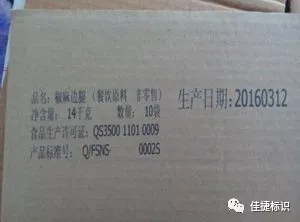 品名: 椒麻边腿 (餐饮原料 非零售)
生产日期: 20160312
净含量: 14千克 数量: 10袋
食品生产许可证: QS3500 1101 0009
产品标准号: Q/FSNS 0002S
佳捷标识